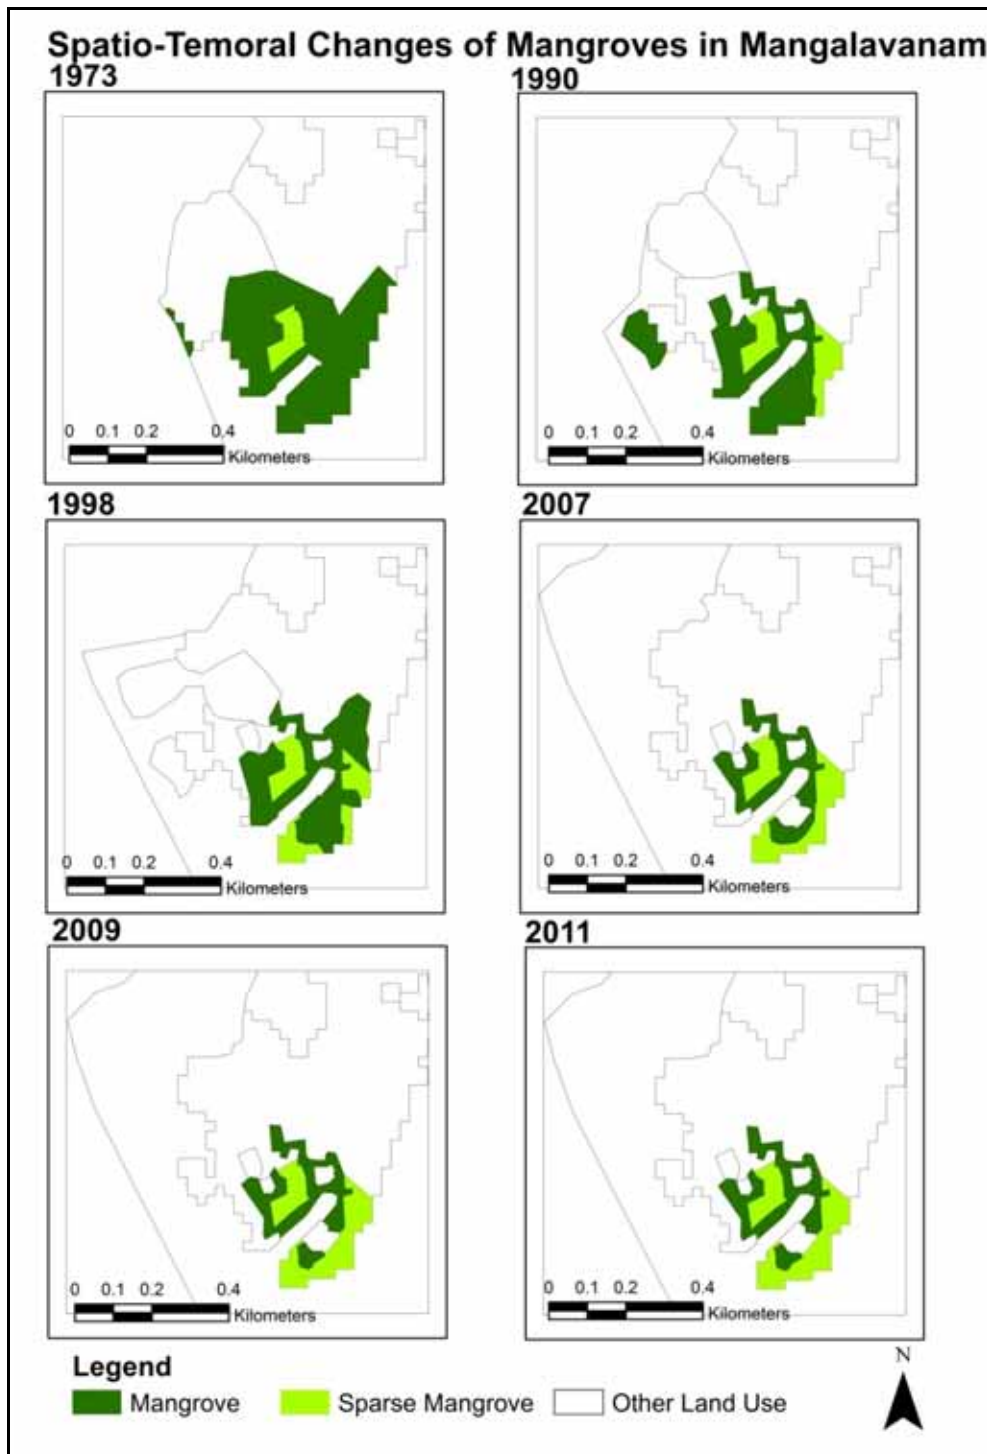 Spatio-Temoral Changes of Mangroves in Mangalavanam
1973
0 0.1 0.2 0.4
Kilometers
1990
0 0.1 0.2 0.4
Kilometers
1998
0 0.1 0.2 0.4
Kilometers
2007
0 0.1 0.2 0.4
Kilometers
2009
0 0.1 0.2 0.4
Kilometers
2011
0 0.1 0.2 0.4
Kilometers
Legend
Mangrove Sparse Mangrove Other Land Use
N